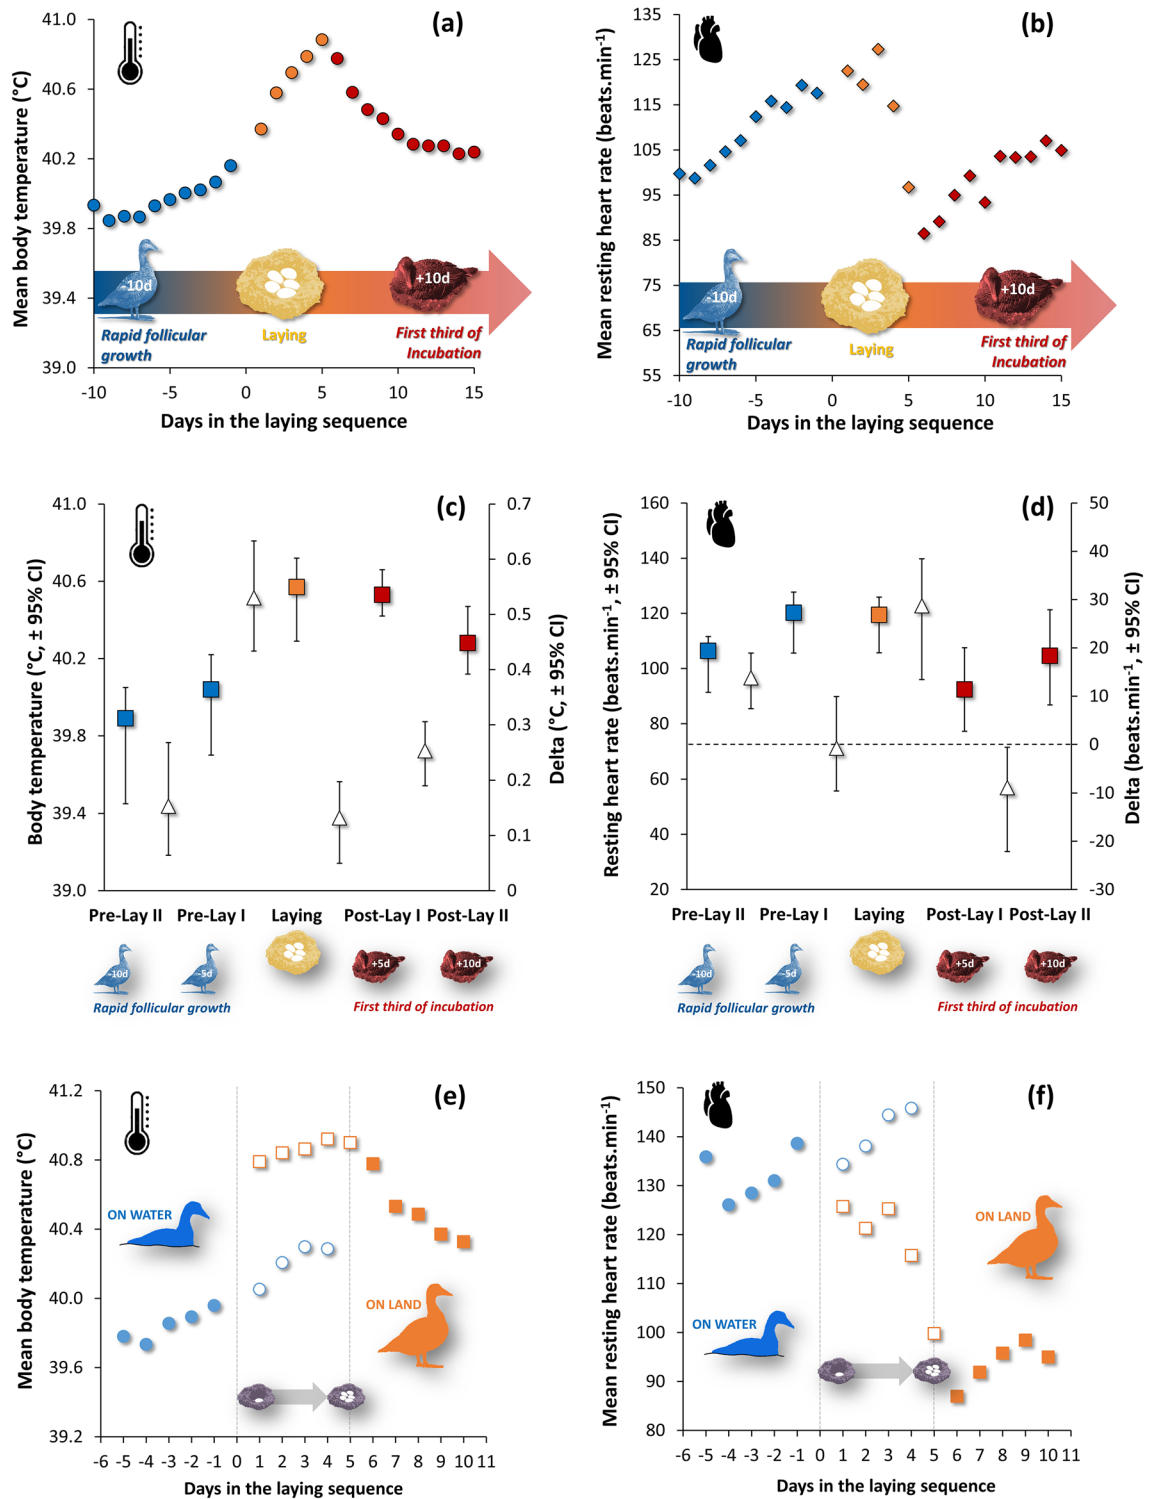 (a)
Mean body temperature (°C)
41.0
40.6
40.2
39.8
39.4
39.0
-10d
+10d
Rapid follicular
growth
Laying
First third of
Incubation
-10 -5 0 5 10 15
Days in the laying sequence
(b)
Mean resting heart rate (beats.min-1)
135
125
115
105
95
85
75
65
55
-10d
+10d
Rapid follicular
growth
Laying
First third of
Incubation
-10 -5 0 5 10 15
Days in the laying sequence
(c)
Body temperature (°C, ± 95% CI)
41.0
40.6
40.2
39.8
39.4
39.0
0.7
0.6
0.5
0.4
0.3
0.2
0.1
0
Delta (°C, ± 95% CI)
Pre-Lay II Pre-Lay I Laying Post-Lay I Post-Lay II
-10d -5d +5d +10d
Rapid follicular growth First third of incubation
(d)
Resting heart rate (beats.min-1, ± 95% CI)
160
140
120
100
80
60
40
20
50
40
30
20
10
0
-10
-20
-30
Delta (beats.min-1, ± 95% CI)
Pre-Lay II Pre-Lay I Laying Post-Lay I Post-Lay II
-10d -5d +5d +10d
Rapid follicular growth First third of incubation
(e)
Mean body temperature (°C)
41.2
40.8
40.4
40.0
39.6
39.2
ON WATER
ON LAND
-6 -5 -4 -3 -2 -1 0 1 2 3 4 5 6 7 8 9 10 11
Days in the laying sequence
(f)
Mean resting heart rate (beats.min-1)
150
140
130
120
110
100
90
80
ON LAND
ON WATER
-6 -5 -4 -3 -2 -1 0 1 2 3 4 5 6 7 8 9 10 11
Days in the laying sequence